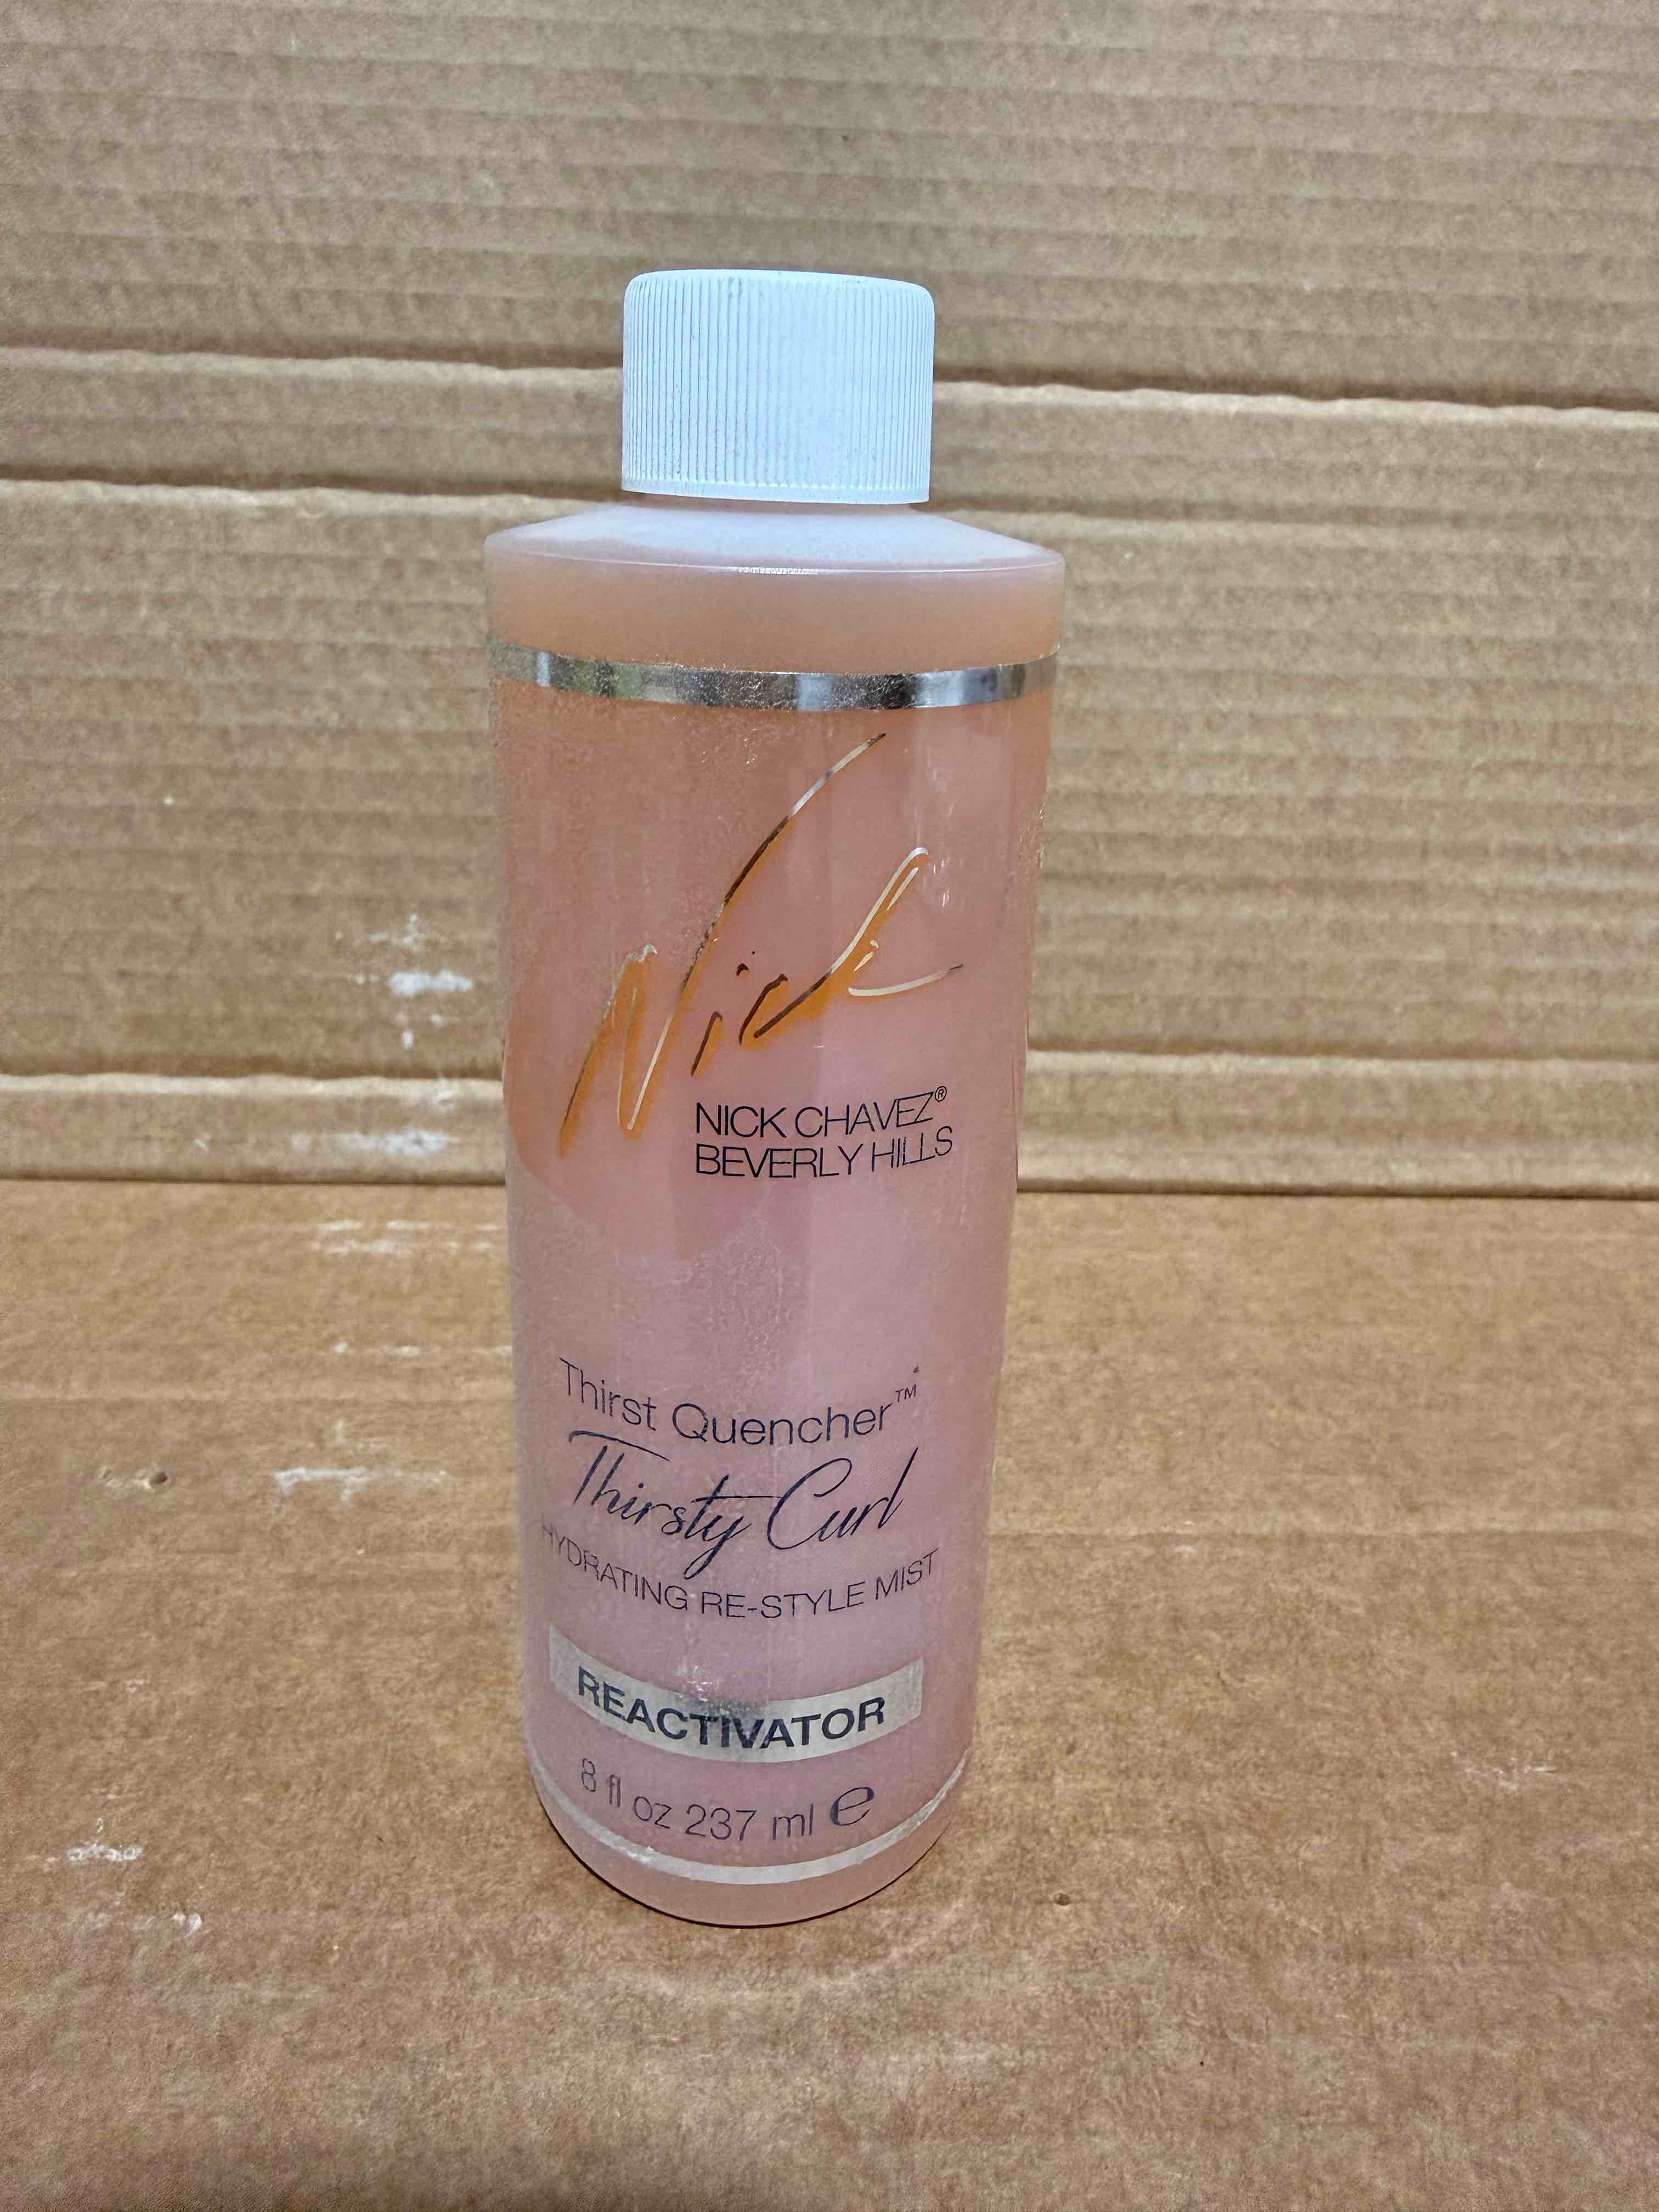 Nick
NICK CHAVEZ®
BEVERLY HILLS
Thirst Quencher™
Thirsty Curl
HYDRATING RE-STYLE MIST
REACTIVATOR
8 fl oz 237 ml ℮